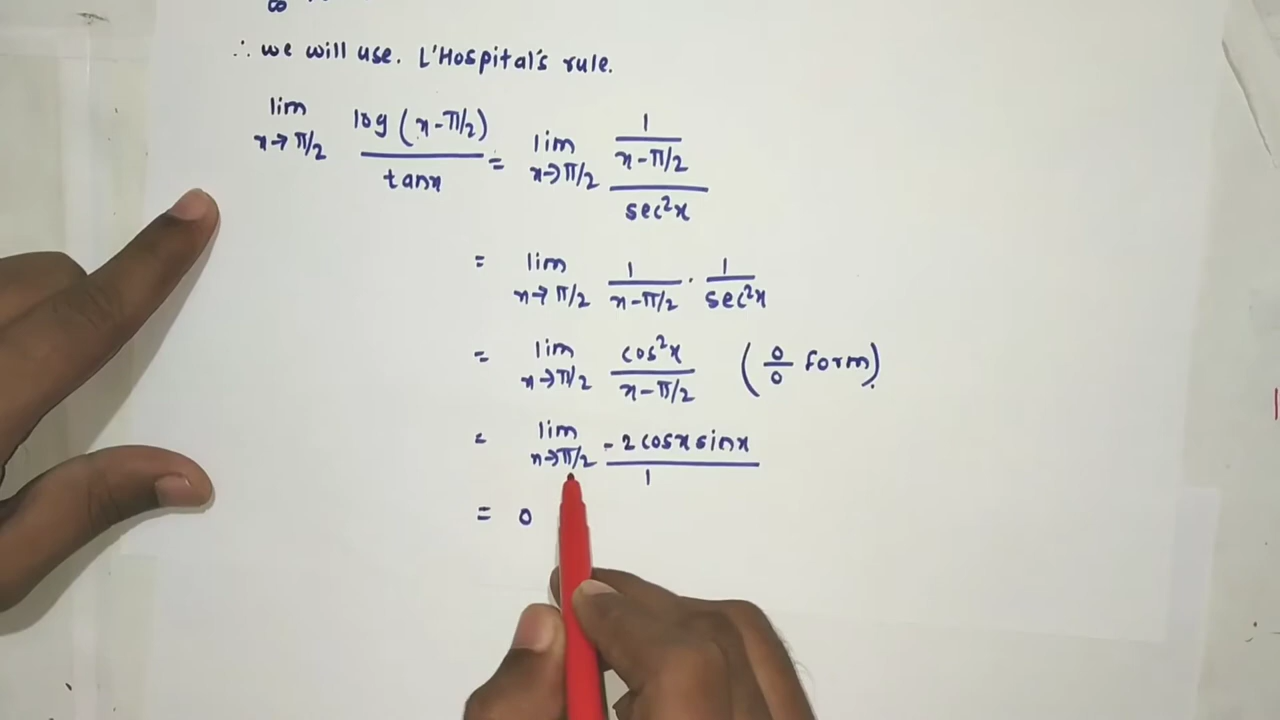 ∞
∴ we will use. L'Hospital's rule.
lim x→π/2 log(x-π/2)/tanx = lim x→π/2 (1/(x-π/2))/sec²x
= lim x→π/2 1/(x-π/2) · 1/sec²x
= lim x→π/2 cos²x/(x-π/2) (0/0 form)
= lim x→π/2 -2cosx sinx/1
= 0